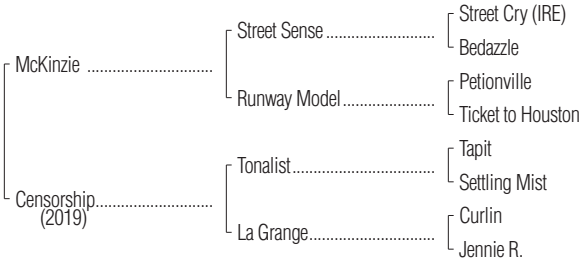 Street Cry (IRE)
Street Sense ........................
Bedazzle
McKinzie ............................
Petionville
Runway Model ....................
Ticket to Houston
Tapit
Tonalist ................................
Settling Mist
Censorship..........................
(2019)
Curlin
La Grange............................
Jennie R.